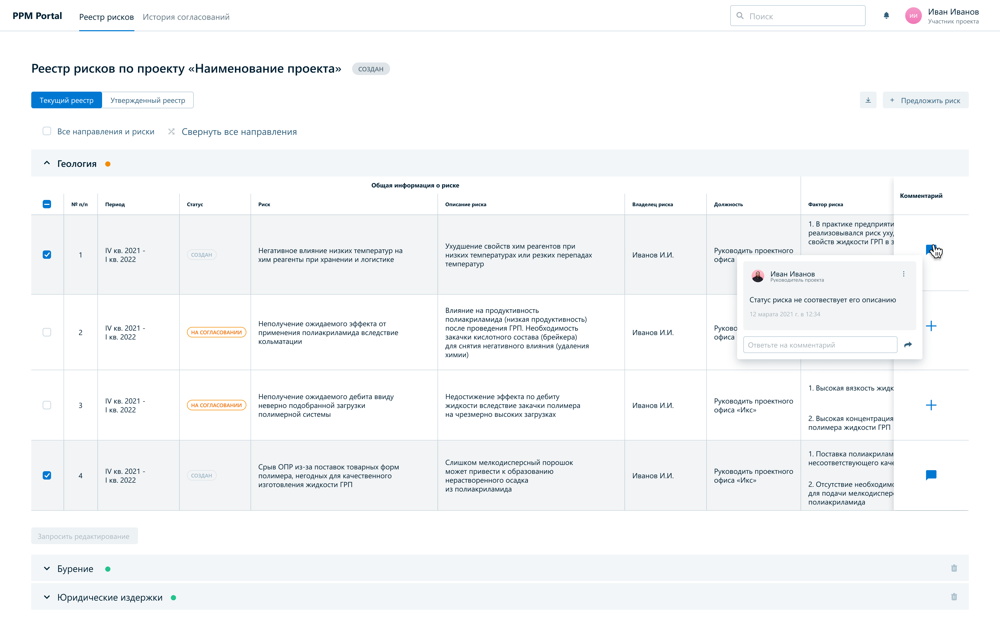 PPM Portal
Реестр рисков
История согласований
Поиск
ИИ
Иван Иванов
Участник проекта
Реестр рисков по проекту «Наименование проекта»
СОЗДАН
Текущий реестр
Утвержденный реестр
+ Предложить риск
Все направления и риски
Свернуть все направления
Геология
Общая информация о риске
Комментарий
№ п/п
Период
Статус
Риск
Описание риска
Владелец риска
Должность
Фактор риска
1
IV кв. 2021 -
I кв. 2022
СОЗДАН
Негативное влияние низких температур на
хим реагенты при хранении и логистике
Ухудшение свойств хим реагентов при
низких температурах или резких перепадах
температур
Иванов И.И.
Руководить проектного
офиса
1. В практике предприяти
реализовывался риск уху
свойств жидкости ГРП в з
Иван Иванов
Руководитель проекта
Статус риска не соотвествует его описанию
12 марата 2021 г. в 12:34
Ответьте на комментарий
2
IV кв. 2021 -
I кв. 2022
НА СОГЛАСОВАНИИ
Неполучение ожидаемого эффекта от
применения полиакриламида вследствие
кольматации
Влияние на продуктивность
полиакриламида (низкая продуктивность)
после проведения ГРП. Необходимость
закачки кислотного состава (брейкера)
для снятия негативного влияния (удаления
химии)
Иванов И.И.
Руково
офиса
3
IV кв. 2021 -
I кв. 2022
НА СОГЛАСОВАНИИ
Неполучение ожидаемого дебита ввиду
неверно подобранной загрузки
полимерной системы
Недостижение эффекта по дебиту
жидкости вследствие закачки полимера
на чрезмерно высоких загрузках
Иванов И.И.
Руководить проектного
офиса «Икс»
1. Высокая вязкость жидк
2. Высокая концентрация
полимера жидкости ГРП
4
IV кв. 2021 -
I кв. 2022
СОЗДАН
Срыв ОПР из-за поставок товарных форм
полимера, негодных для качественного
изготовления жидкости ГРП
Слишком мелкодисперсный порошок
может привести к образованию
нерастворенного осадка
из полиакриламида
Иванов И.И.
Руководить проектного
офиса «Икс»
1. Поставка полиакрилам
несоответствующего каче
2. Отсутствие необходимо
для подачи мелкодиспер
полиакриламида
Запросить редактирование
Бурение
Юридические издержки